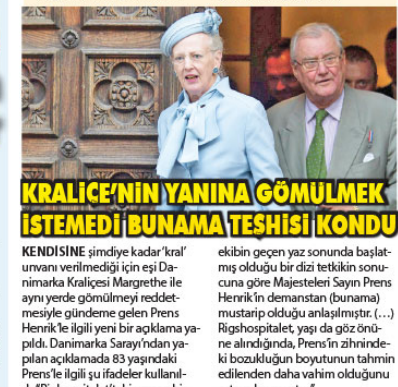 KRALİÇE'NİN YANINA GÖMÜLMEK
İSTEMEDİ BUNAMA TEŞHİSİ KONDU
KENDİSİNE şimdiye kadar 'kral'
unvanı verilmediği için eşi Da-
nimarka Kraliçesi Margrethe ile
aynı yerde gömülmeyi reddet-
mesiyle gündeme gelen Prens
Henrik'le ilgili yeni bir açıklama ya-
pıldı. Danimarka Sarayı'ndan ya-
pılan açıklamada 83 yaşındaki
Prens'le ilgili şu ifadeler kullanıl-
ekibin geçen yaz sonunda başlat-
mış olduğu bir dizi tetkikin sonu-
cuna göre Majesteleri Sayın Prens
Henrik'in demanstan (bunama)
mustarip olduğu anlaşılmıştır. (...)
Rigshospitalet, yaşı da göz önü-
ne alındığında, Prens'in zihninde-
ki bozukluğun boyutunun tahmin
edilenden daha vahim olduğunu